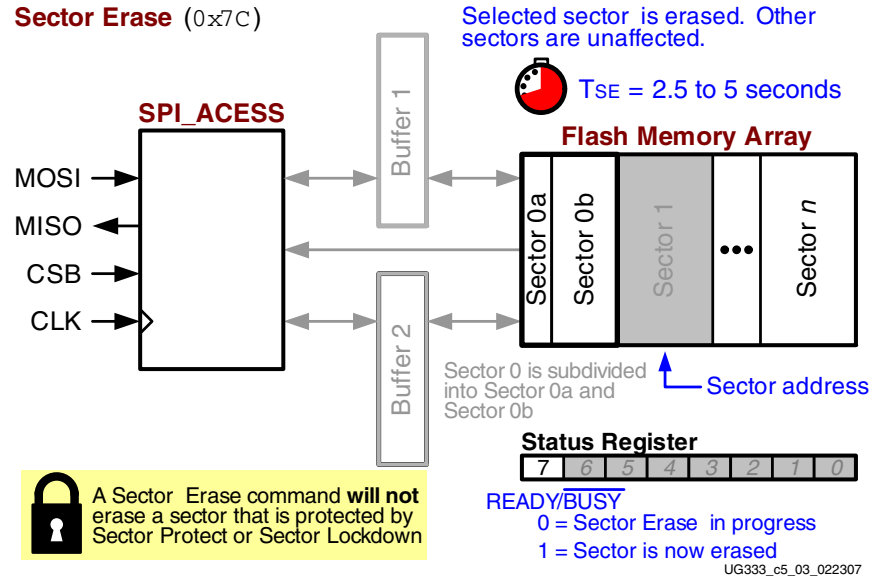 Sector Erase (0x7C)
Selected sector is erased. Other
sectors are unaffected.
TSE = 2.5 to 5 seconds
SPI_ACESS
Buffer 1
Flash Memory Array
MOSI
MISO
CSB
CLK
Sector 0a
Sector 0b
Sector 1
•••
Sector n
Buffer 2
Sector 0 is subdivided
into Sector 0a and
Sector 0b
Sector address
Status Register
7 6 5 4 3 2 1 0
READY/BUSY
0 = Sector Erase in progress
1 = Sector is now erased
A Sector Erase command will not
erase a sector that is protected by
Sector Protect or Sector Lockdown
UG333_c5_03_022307